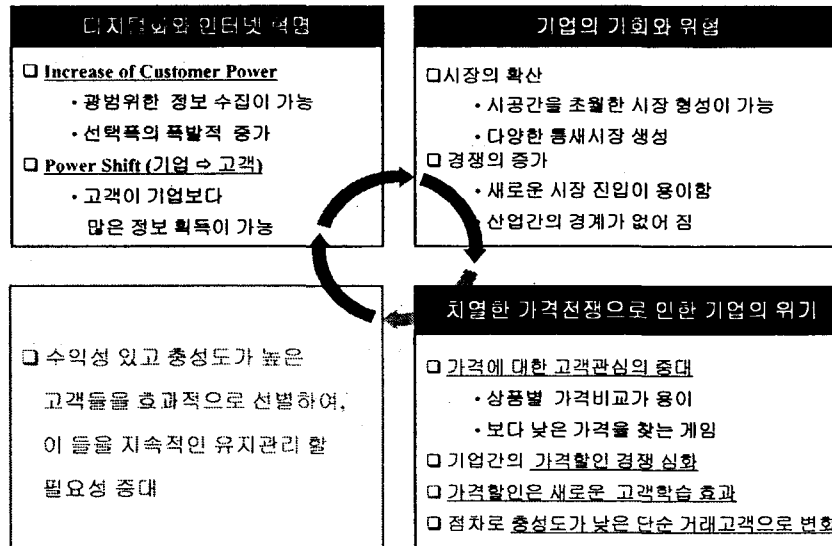 디지털화와 인터넷 혁명
❑ Increase of Customer Power
• 광범위한 정보 수집이 가능
• 선택폭의 폭발적 증가
❑ Power Shift (기업 ⇨ 고객)
• 고객이 기업보다
많은 정보 획득이 가능
기업의 기회와 위협
❑시장의 확산
• 시공간을 초월한 시장 형성이 가능
• 다양한 틈새시장 생성
❑ 경쟁의 증가
• 새로운 시장 진입이 용이함
• 산업간의 경계가 없어 짐
❑ 수익성 있고 충성도가 높은
고객들을 효과적으로 선별하여,
이 들을 지속적인 유지관리 할
필요성 증대
치열한 가격전쟁으로 인한 기업의 위기
❑ 가격에 대한 고객관심의 증대
• 상품별 가격비교가 용이
• 보다 낮은 가격을 찾는 게임
❑ 기업간의 가격할인 경쟁 심화
❑ 가격할인은 새로운 고객학습 효과
❑ 점차로 충성도가 낮은 단순 거래고객으로 변화